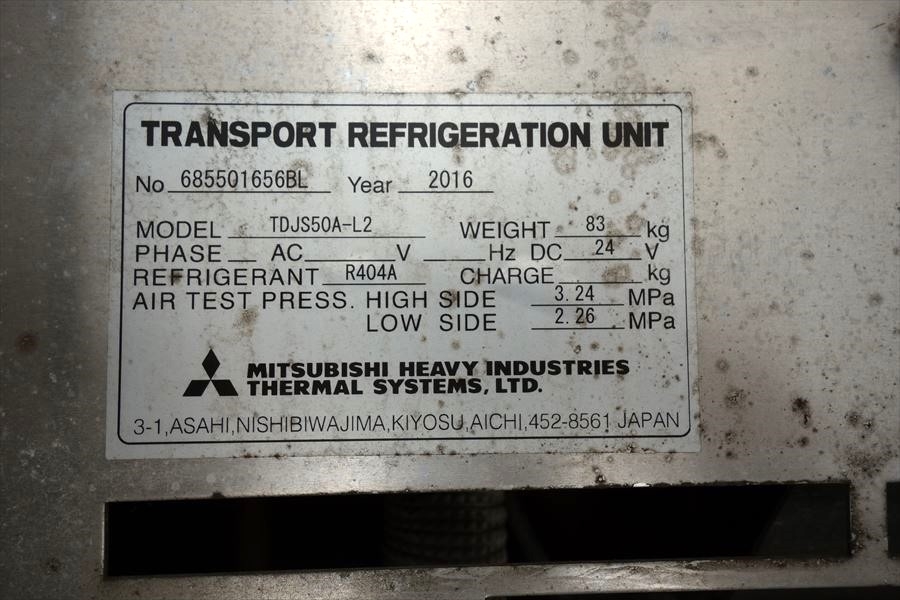 TRANSPORT REFRIGERATION UNIT
No 685501656BL Year 2016
MODEL TDJS50A-L2 WEIGHT 83 kg
PHASE AC V Hz DC 24 V
REFRIGERANT R404A CHARGE kg
AIR TEST PRESS. HIGH SIDE 3.24 MPa
LOW SIDE 2.26 MPa
MITSUBISHI HEAVY INDUSTRIES
THERMAL SYSTEMS, LTD.
3-1,ASAHI,NISHIBIWAJIMA,KIYOSU,AICHI,452-8561 JAPAN